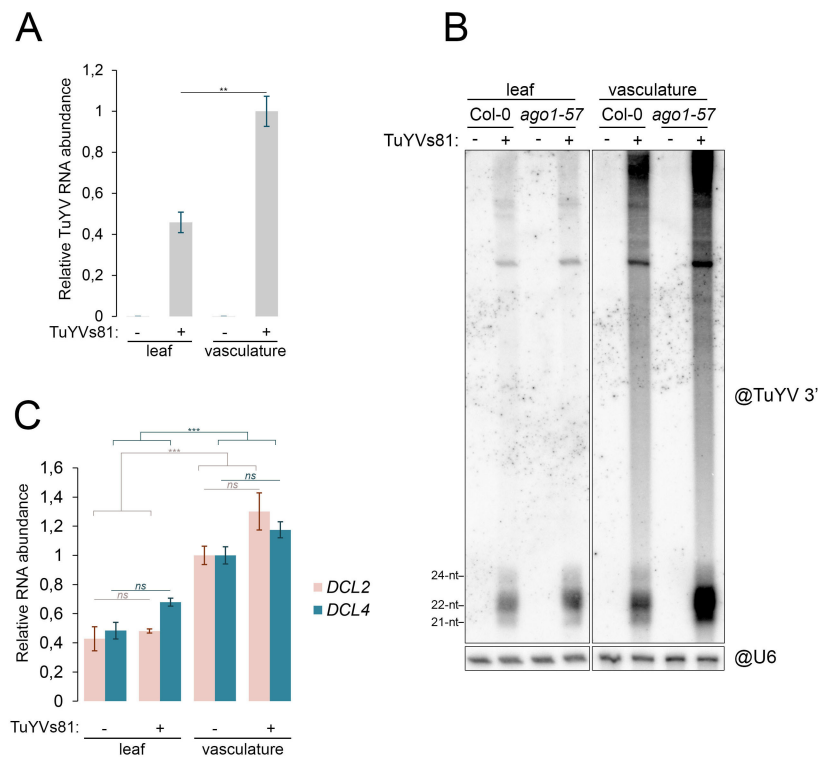 A
Relative TuYV RNA abundance
1,2
1
0,8
0,6
0,4
0,2
0
**
TuYVs81:
- + - +
leaf vasculature
B
leaf vasculature
Col-0 ago1-57 Col-0 ago1-57
TuYVs81: - + - + - + - +
@TuYV 3’
24-nt
22-nt
21-nt
@U6
C
Relative RNA abundance
1,6
1,4
1,2
1
0,8
0,6
0,4
0,2
0
***
***
ns
ns
ns
ns
DCL2
DCL4
TuYVs81: - + - +
leaf vasculature